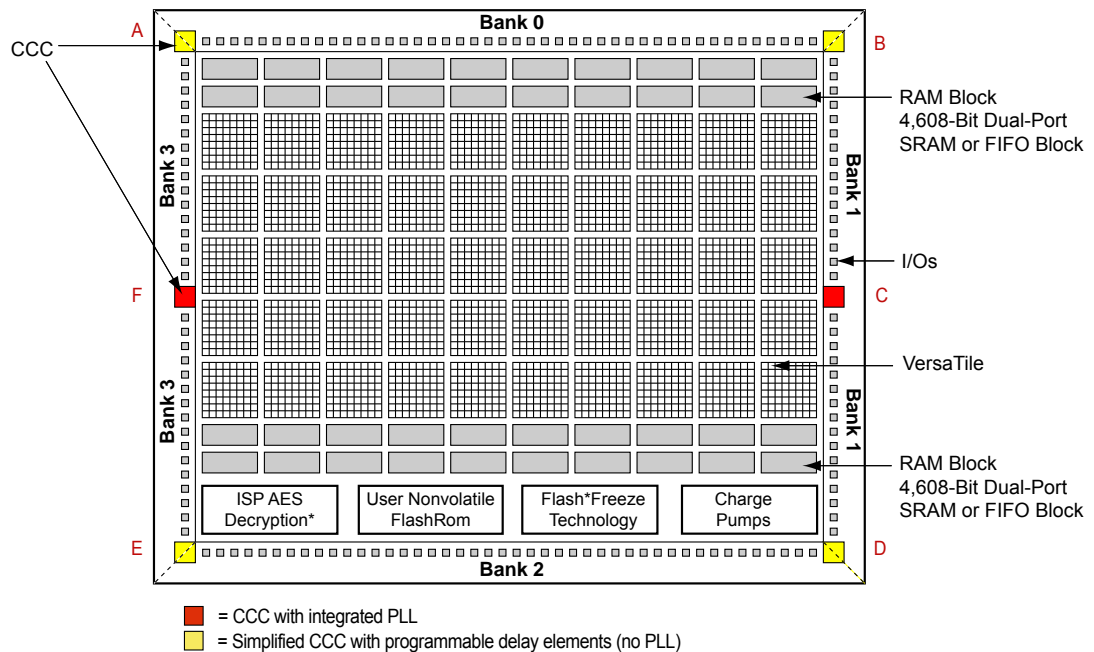 Bank 0
A
B
CCC
RAM Block
4,608-Bit Dual-Port
SRAM or FIFO Block
Bank 3
Bank 1
I/Os
F
C
VersaTile
Bank 3
Bank 1
RAM Block
4,608-Bit Dual-Port
SRAM or FIFO Block
ISP AES
Decryption*
User Nonvolatile
FlashRom
Flash*Freeze
Technology
Charge
Pumps
E
D
Bank 2
= CCC with integrated PLL
= Simplified CCC with programmable delay elements (no PLL)